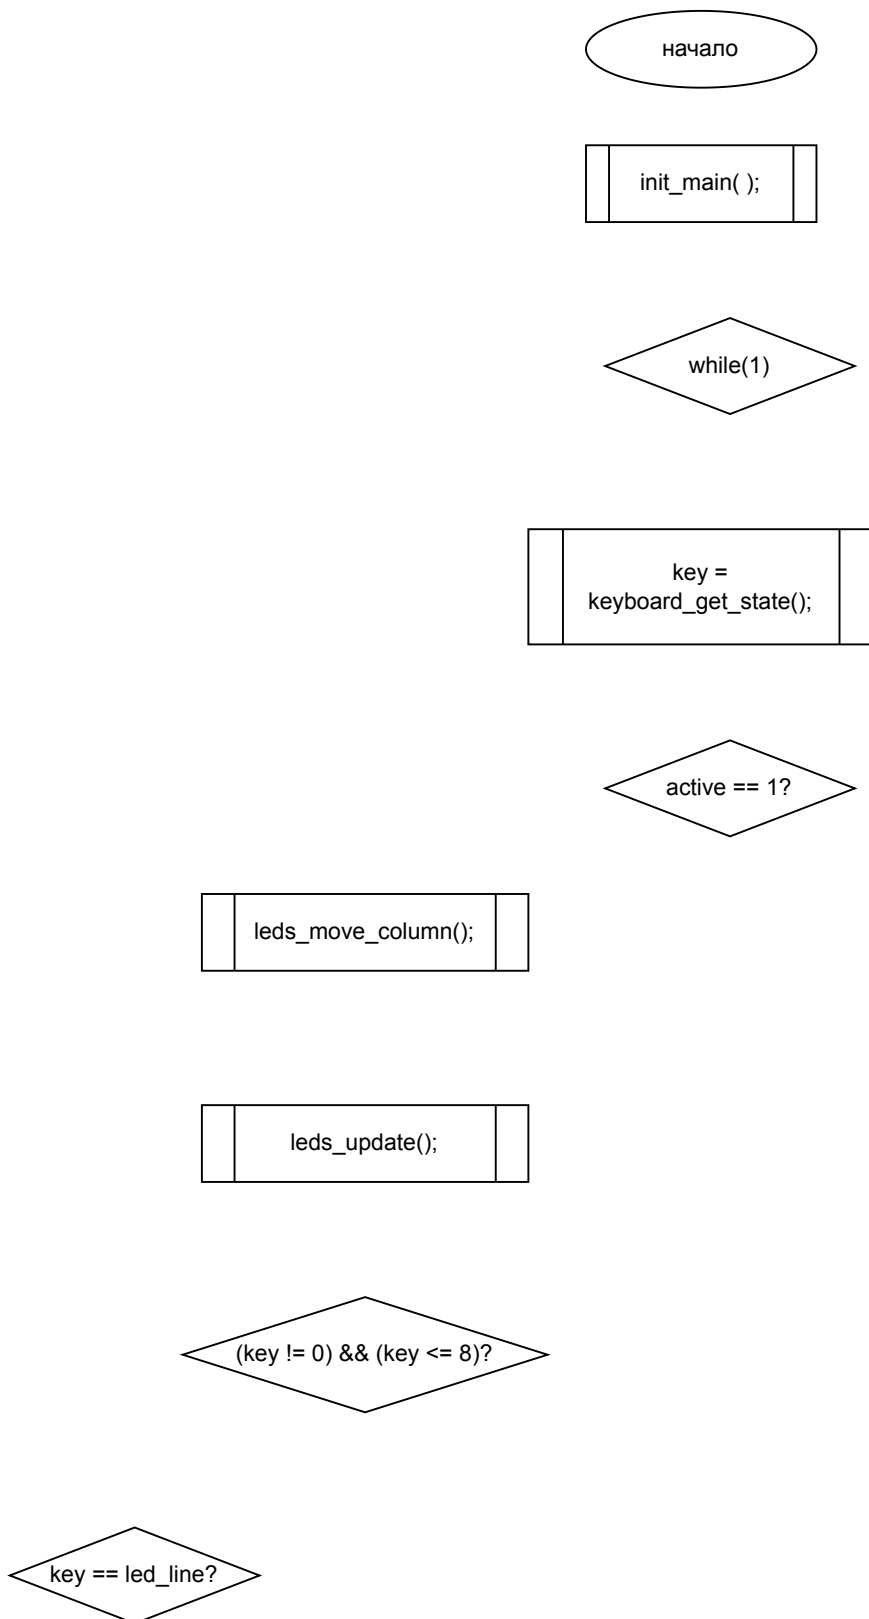 начало
init_main( );
while(1)
key =
keyboard_get_state();
active == 1?
leds_move_column();
leds_update();
(key != 0) && (key <= 8)?
key == led_line?